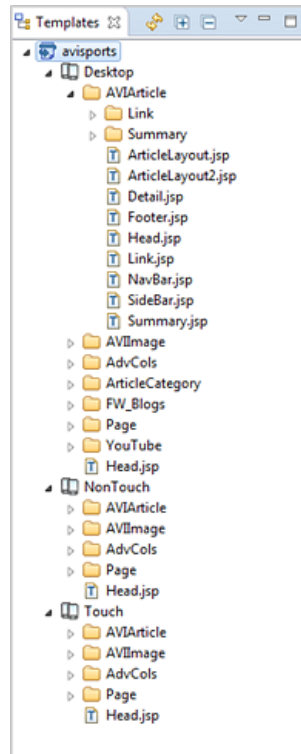 Templates
avisports
Desktop
AVIArticle
Link
Summary
ArticleLayout.jsp
ArticleLayout2.jsp
Detail.jsp
Footer.jsp
Head.jsp
Link.jsp
NavBar.jsp
SideBar.jsp
Summary.jsp
AVIImage
AdvCols
ArticleCategory
FW_Blogs
Page
YouTube
Head.jsp
NonTouch
AVIArticle
AVIImage
AdvCols
Page
Head.jsp
Touch
AVIArticle
AVIImage
AdvCols
Page
Head.jsp